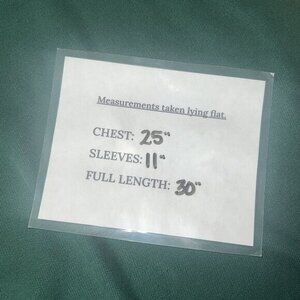 Measurements taken lying flat.
CHEST: 25"
SLEEVES: 11"
FULL LENGTH: 30"